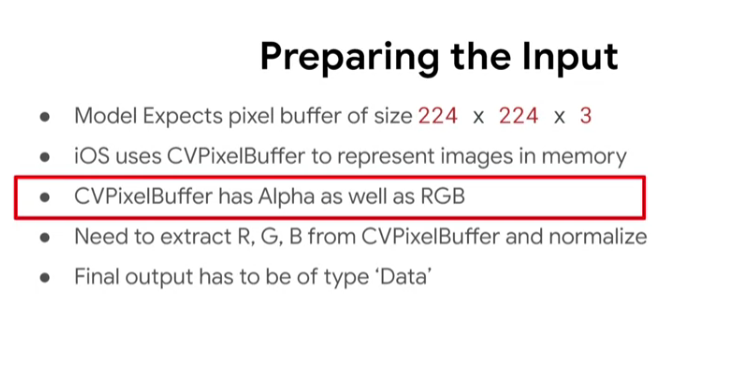 Preparing the Input
● Model Expects pixel buffer of size 224 x 224 x 3
● iOS uses CVPixelBuffer to represent images in memory
● CVPixelBuffer has Alpha as well as RGB
● Need to extract R, G, B from CVPixelBuffer and normalize
● Final output has to be of type ‘Data’